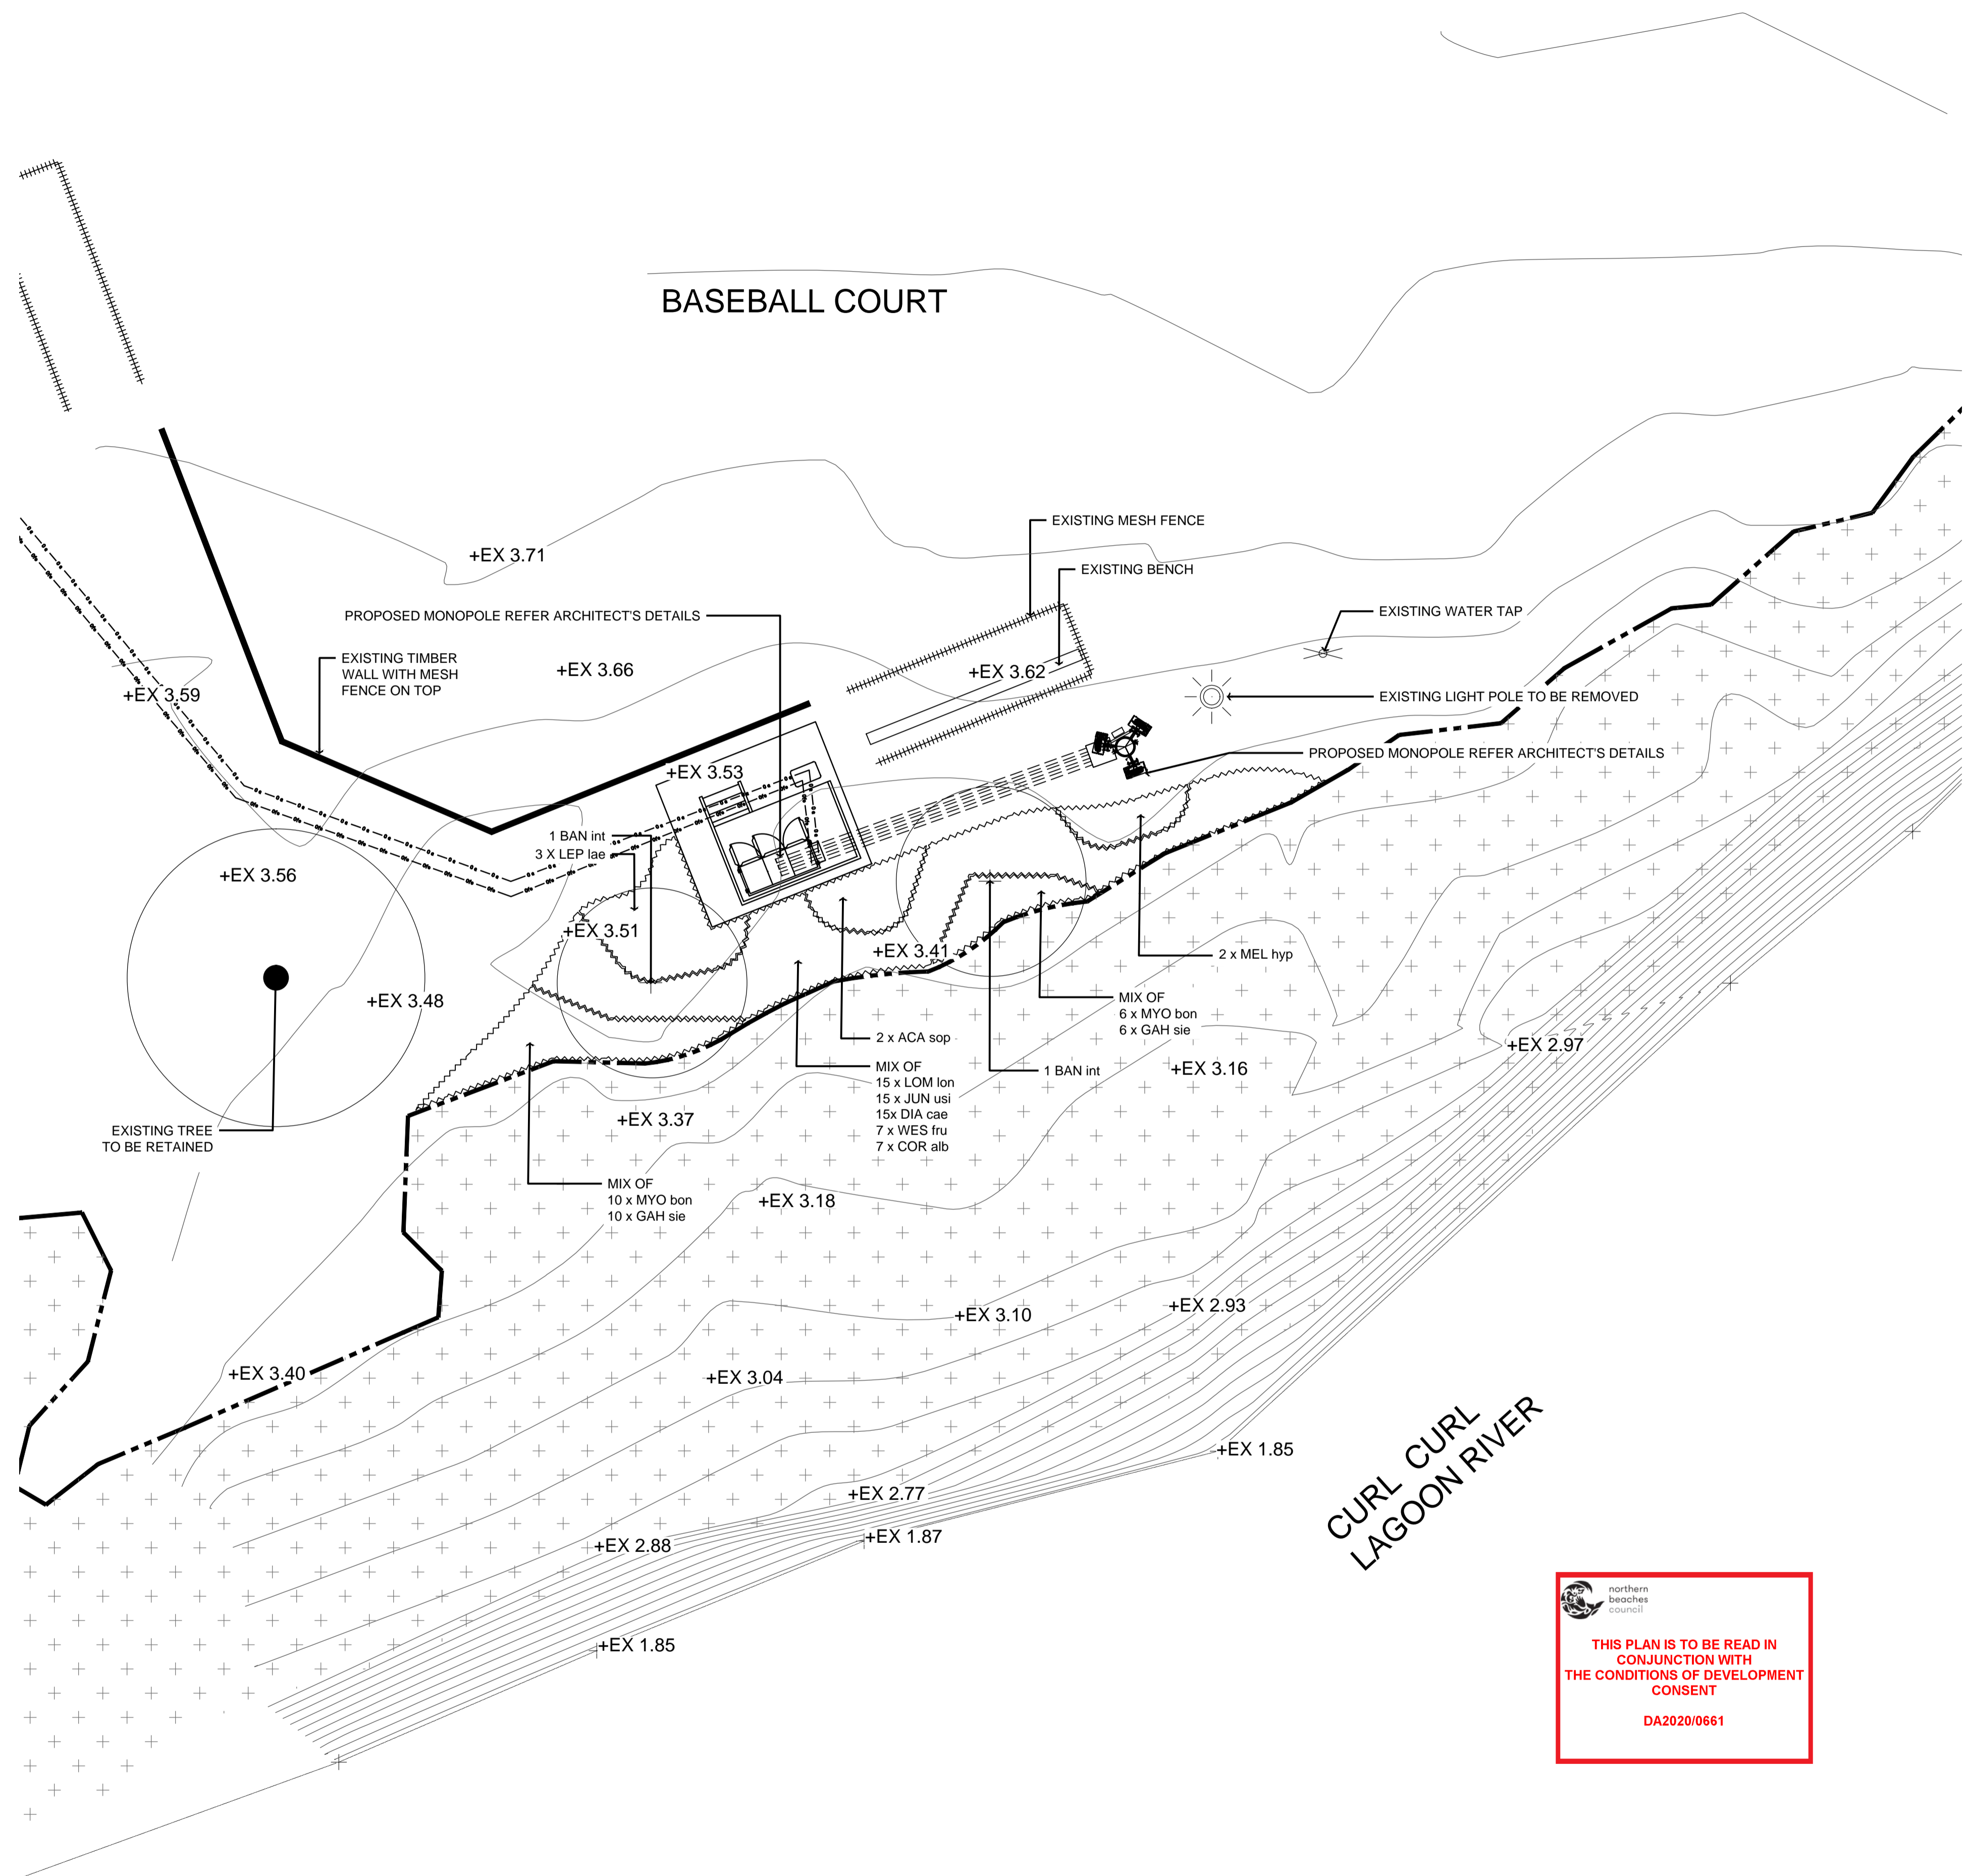 BASEBALL COURT
EXISTING MESH FENCE
+EX 3.71
EXISTING BENCH
PROPOSED MONOPOLE REFER ARCHITECT'S DETAILS
EXISTING WATER TAP
EXISTING TIMBER
WALL WITH MESH
FENCE ON TOP
+EX 3.66
+EX 3.62
+EX 3.59
EXISTING LIGHT POLE TO BE REMOVED
PROPOSED MONOPOLE REFER ARCHITECT'S DETAILS
+EX 3.53
1 BAN int
3 X LEP lae
+EX 3.56
+EX 3.51
+EX 3.41
2 x MEL hyp
+EX 3.48
MIX OF
6 x MYO bon
6 x GAH sie
2 x ACA sop
+EX 2.97
MIX OF
15 x LOM lon
15 x JUN usi
15x DIA cae
7 x WES fru
7 x COR alb
1 BAN int
+EX 3.16
+EX 3.37
EXISTING TREE
TO BE RETAINED
MIX OF
10 x MYO bon
10 x GAH sie
+EX 3.18
+EX 2.93
+EX 3.10
+EX 3.40
+EX 3.04
CURL CURL
LAGOON RIVER
+EX 1.85
+EX 2.77
+EX 1.87
+EX 2.88
+EX 1.85
northern
beaches
council
THIS PLAN IS TO BE READ IN
CONJUNCTION WITH
THE CONDITIONS OF DEVELOPMENT
CONSENT
DA2020/0661